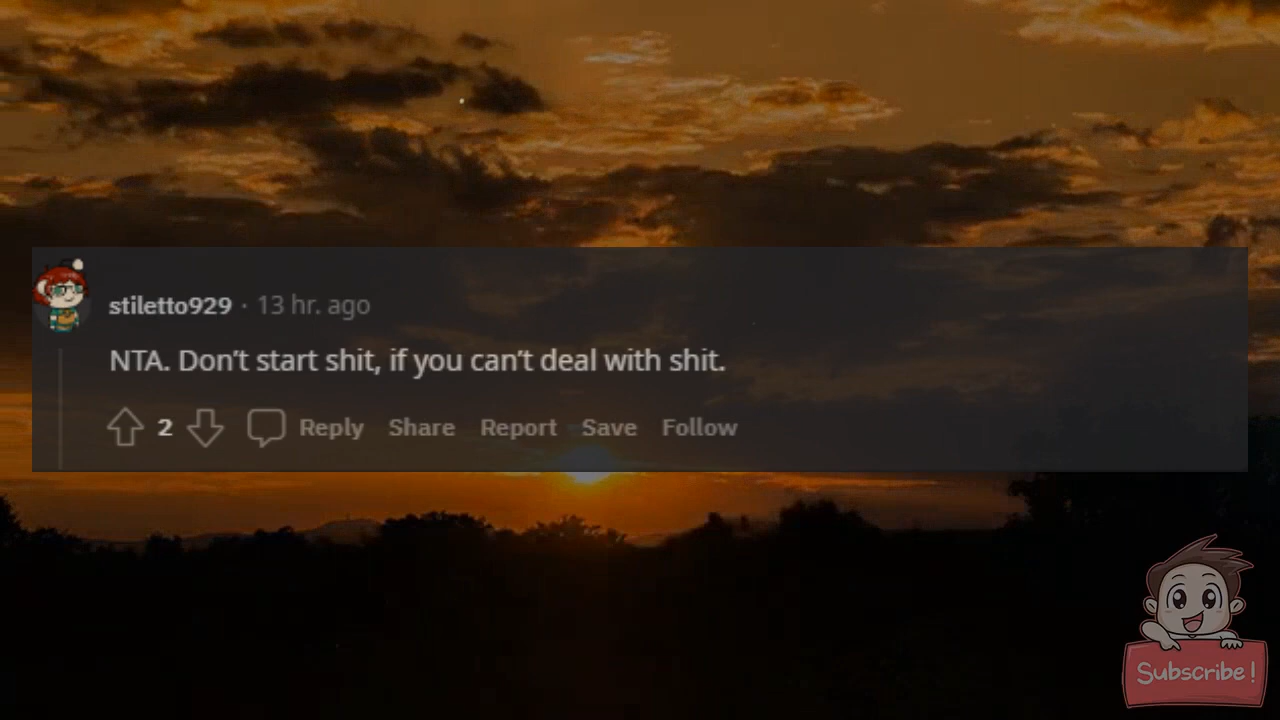 stiletto929 · 13 hr. ago
NTA. Don't start shit, if you can't deal with shit.
2 Reply Share Report Save Follow
Subscribe!